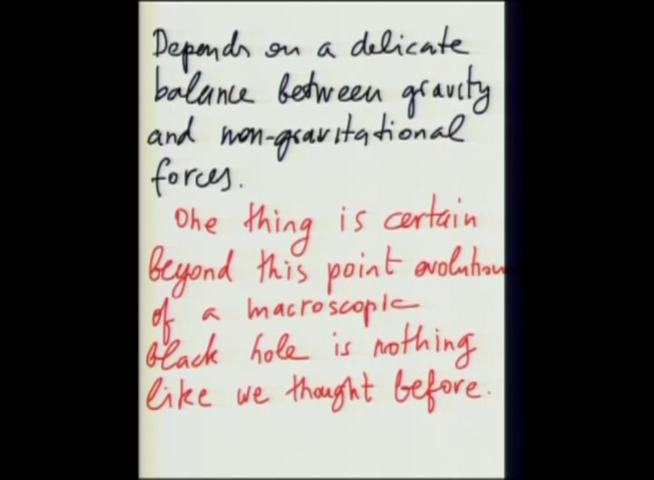 Depends on a delicate
balance between gravity
and non-gravitational
forces.
One thing is certain
beyond this point evolution
of a macroscopic
black hole is nothing
like we thought before.